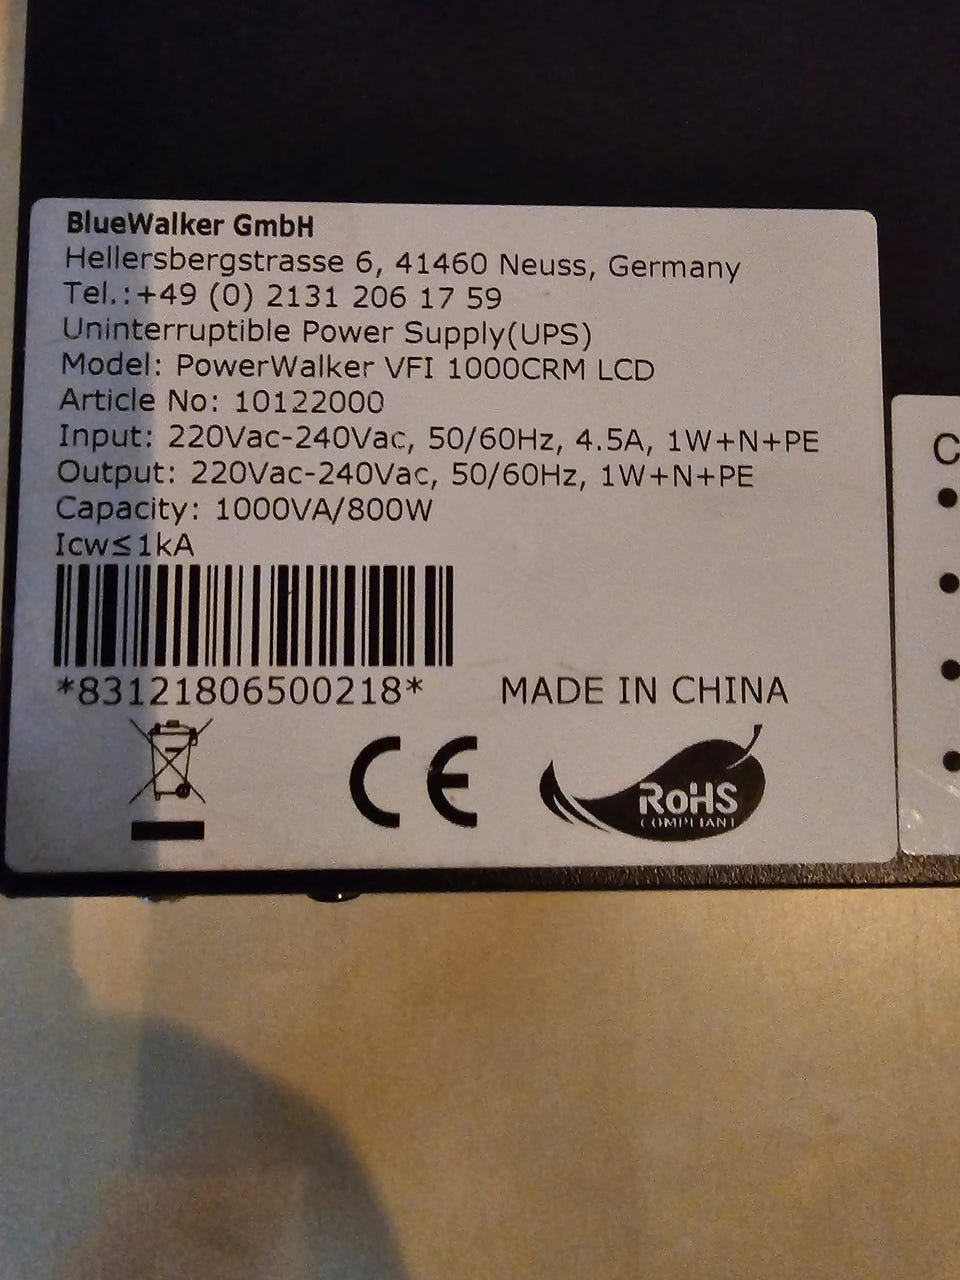 BlueWalker GmbH
Hellersbergstrasse 6, 41460 Neuss, Germany
Tel.:+49 (0) 2131 206 17 59
Uninterruptible Power Supply(UPS)
Model: PowerWalker VFI 1000CRM LCD
Article No: 10122000
Input: 220Vac-240Vac, 50/60Hz, 4.5A, 1W+N+PE
Output: 220Vac-240Vac, 50/60Hz, 1W+N+PE
Capacity: 1000VA/800W
Icw≤1kA
*83121806500218*
MADE IN CHINA
CE
RoHS
COMPLIANT
C